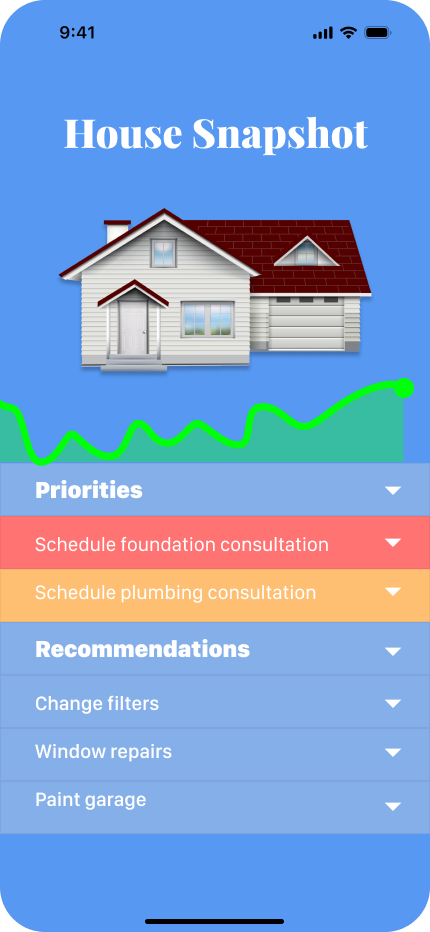 9:41
House Snapshot
Priorities
Schedule foundation consultation
Schedule plumbing consultation
Recommendations
Change filters
Window repairs
Paint garage